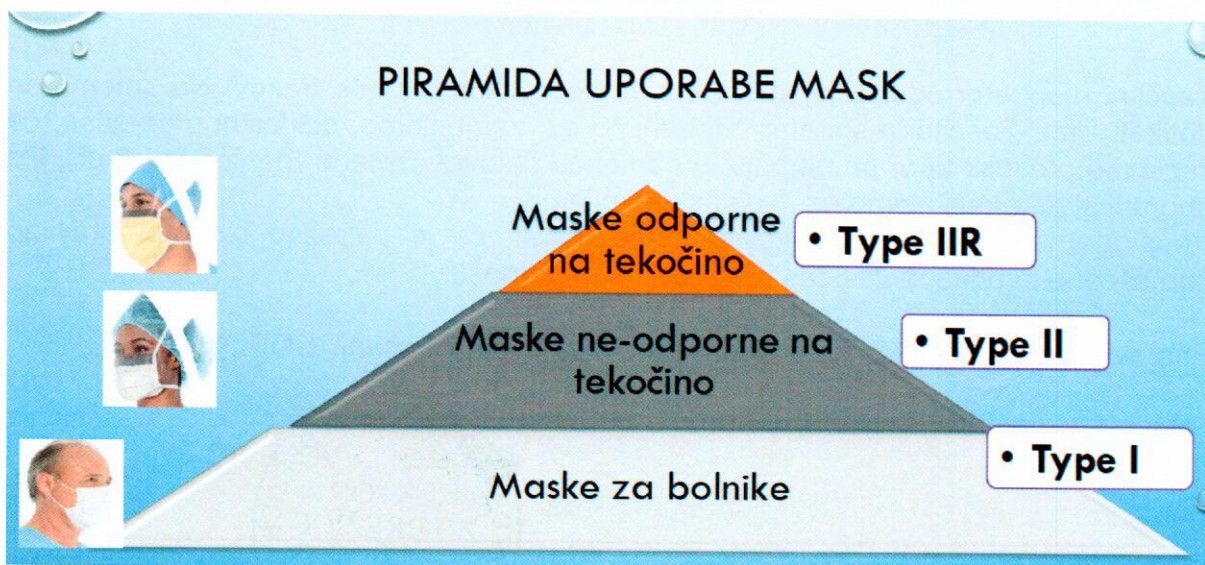 PIRAMIDA UPORABE MASK
Maske odporne
na tekočino
• Type IIR
Maske ne-odporne na
tekočino
• Type II
Maske za bolnike
• Type I